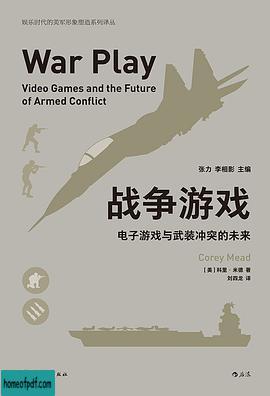 娱乐时代的美军形象塑造系列译丛
War Play
Video Games and the Future
of Armed Conflict
张力 李相影 主编
战争游戏
电子游戏与武装冲突的未来
Corey Mead
[美] 科里·米德 著
刘四龙 译
后浪
homeofpdf.com